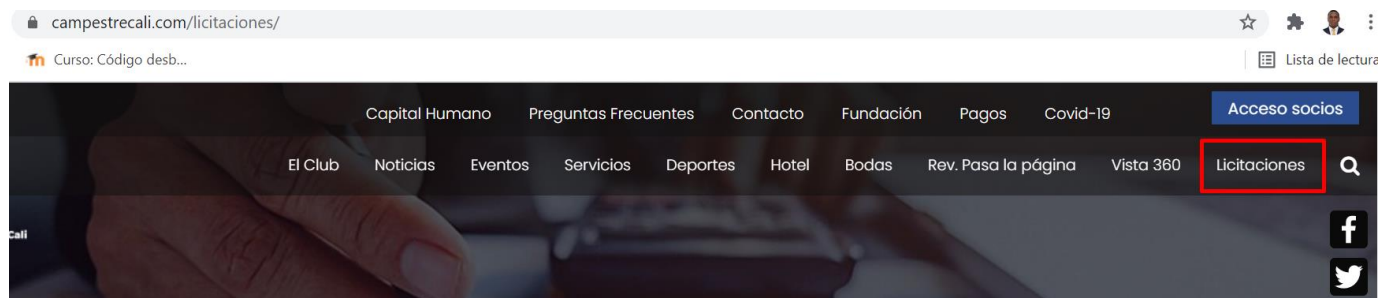 campestrecali.com/licitaciones/
Curso: Código desb...
Lista de lectura
Capital Humano Preguntas Frecuentes Contacto Fundación Pagos Covid-19 Acceso socios
El Club Noticias Eventos Servicios Deportes Hotel Bodas Rev. Pasa la página Vista 360 Licitaciones
Cali